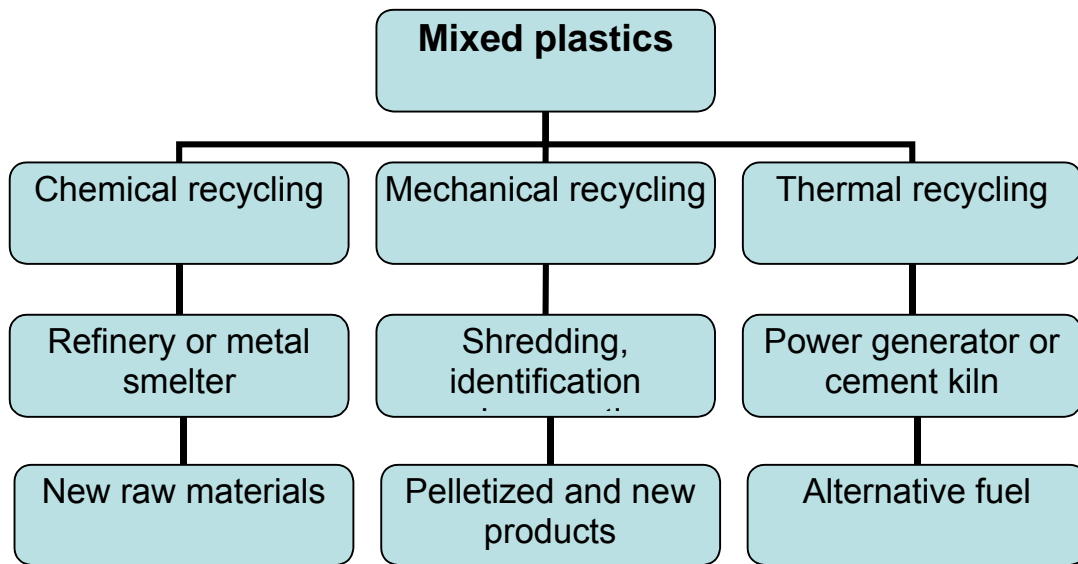 Mixed plastics
Chemical recycling
Mechanical recycling
Thermal recycling
Refinery or metal
smelter
Shredding,
identification
Power generator or
cement kiln
New raw materials
Pelletized and new
products
Alternative fuel